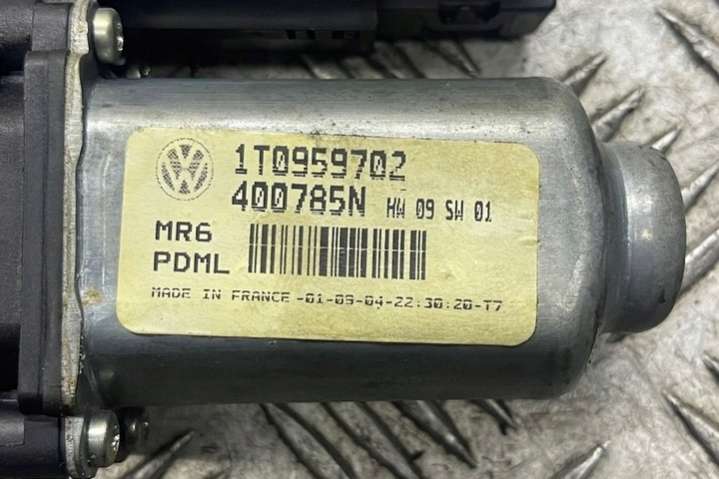 1T0959702
400785N HW 09 SW 01
MR6
PDML
MADE IN FRANCE -01-09-04-22:30:20-T7